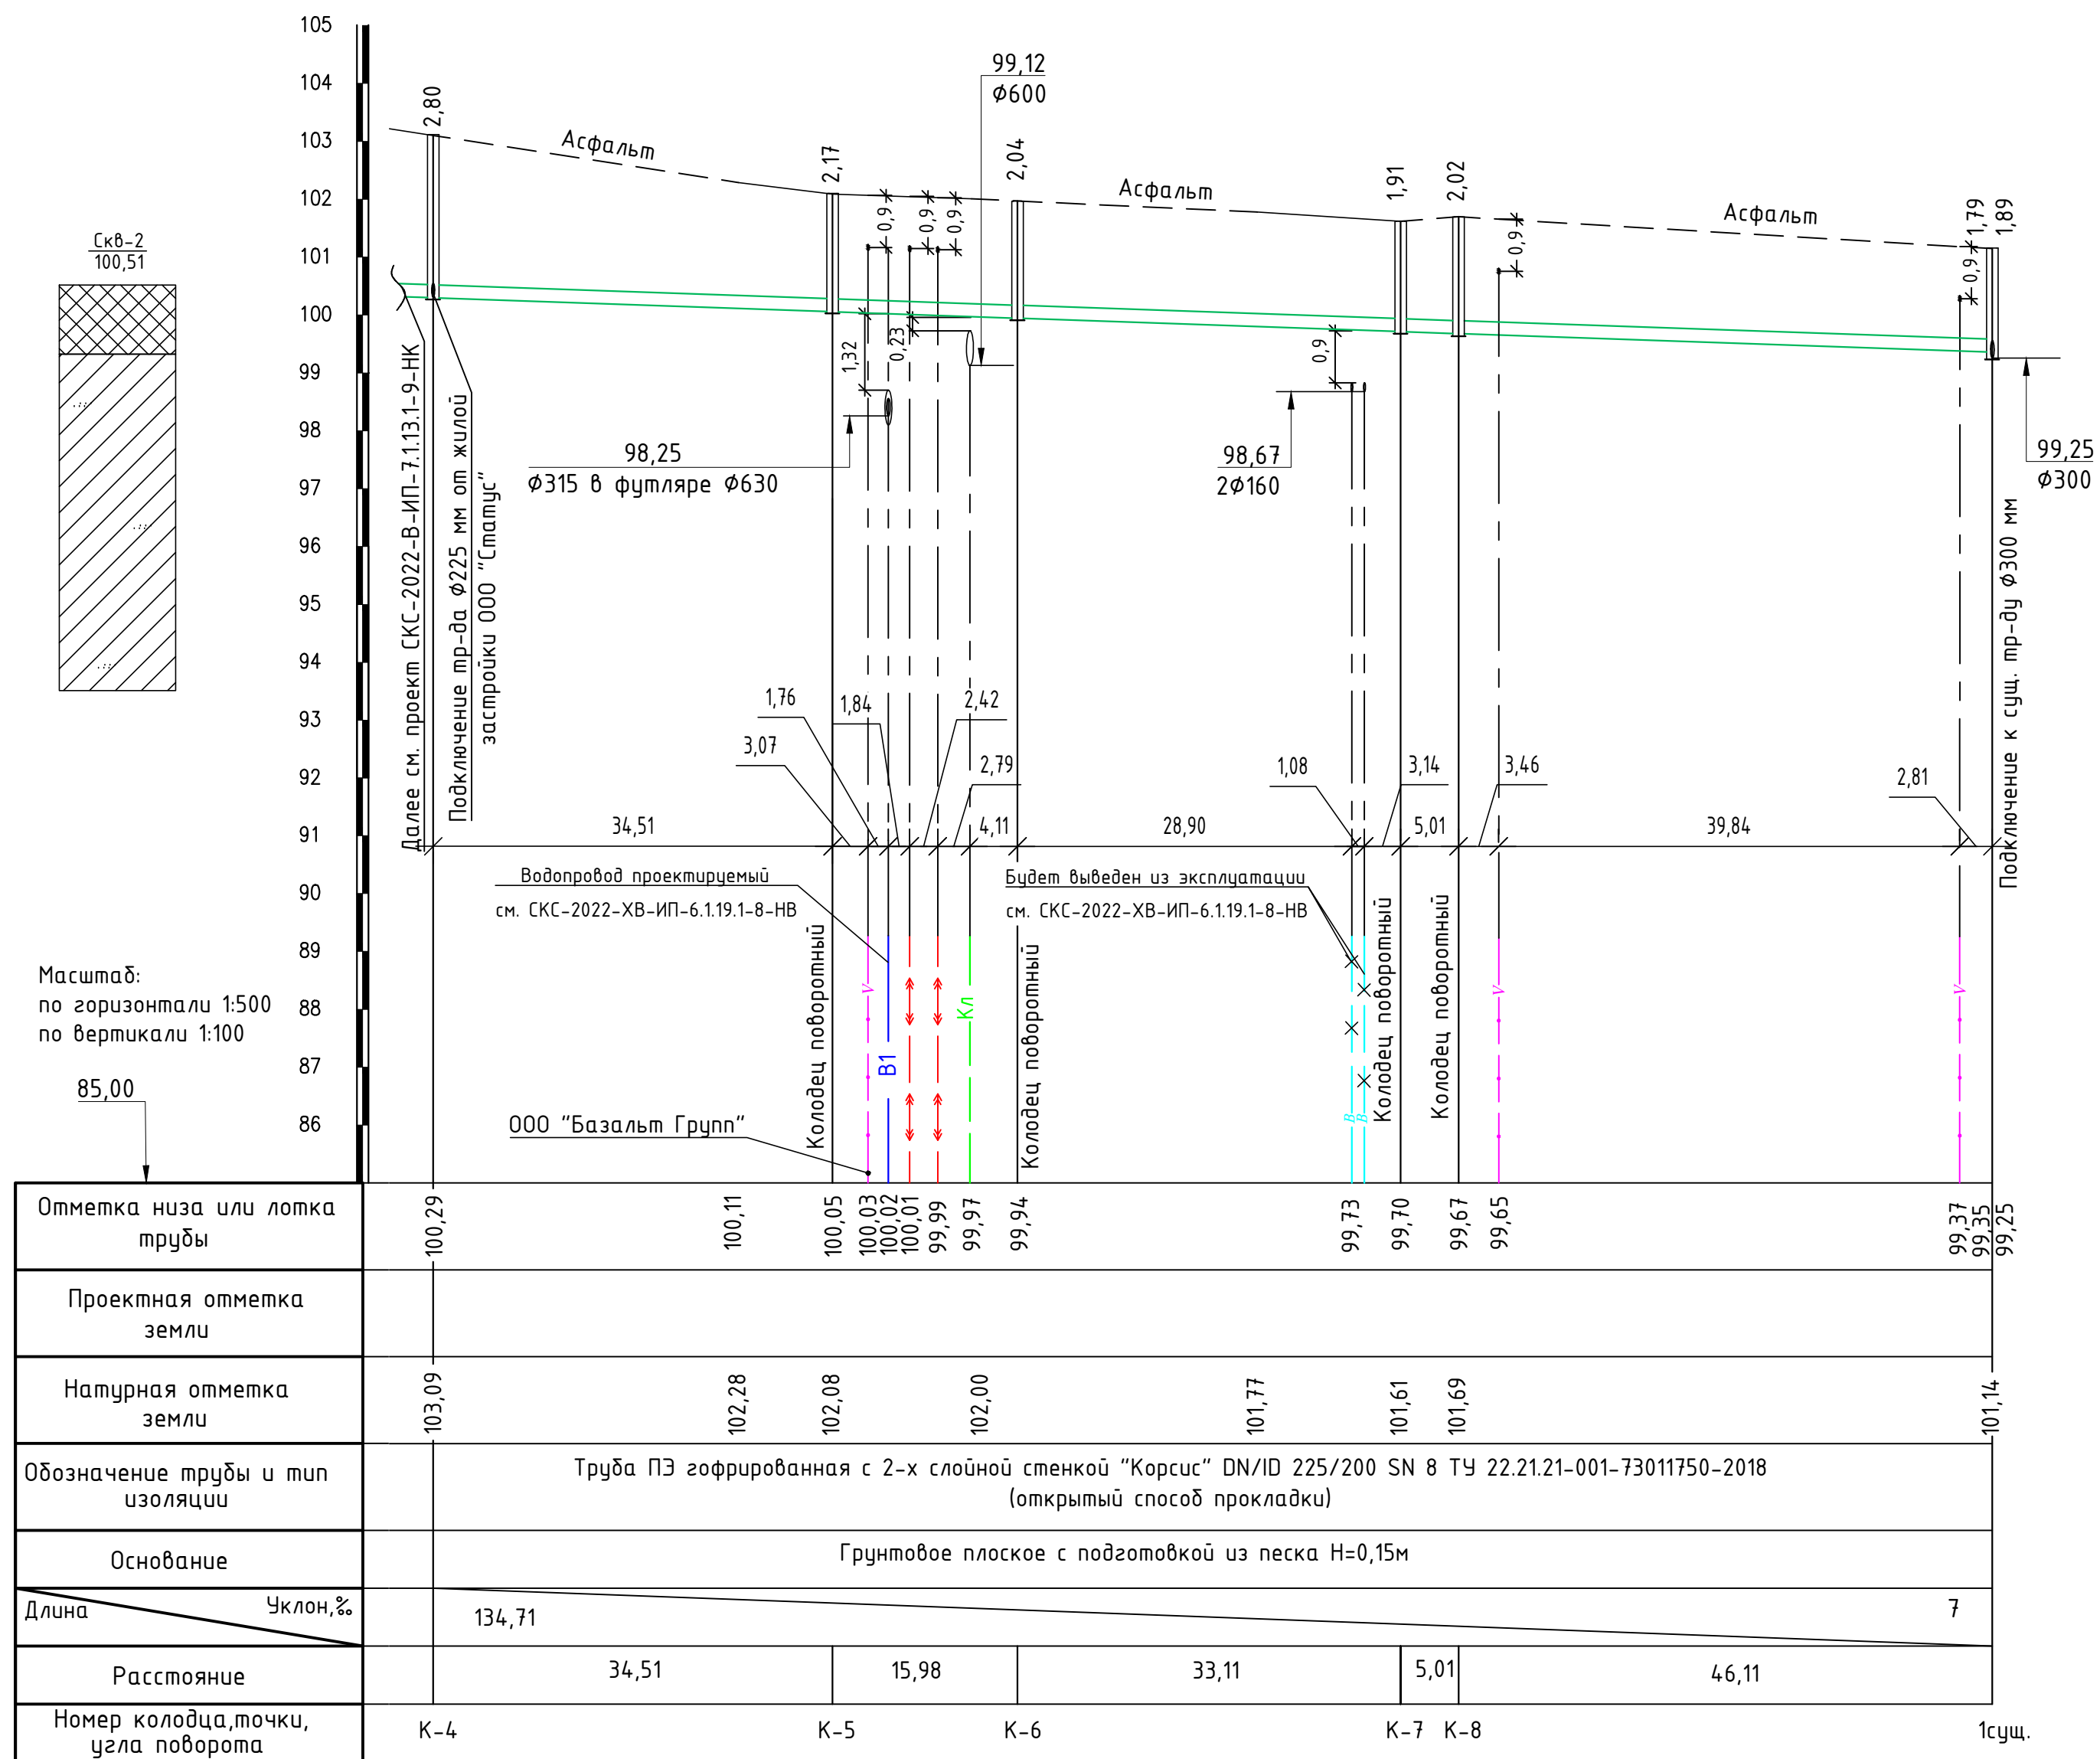 105
104
103
102
101
100
99
98
97
96
95
94
93
92
91
90
89
88
87
86
Скв-2
100,51
Масштаб:
по горизонтали 1:500
по вертикали 1:100
85,00
2,80
Асфальт
2,17
0,9
0,9
0,9
99,12
Ф600
2,04
Асфальт
1,91
2,02
0,9
Асфальт
0,9
1,79
1,89
1,32
0,23
0,9
98,25
Ф315 в футляре Ф630
98,67
2Ф160
99,25
Ф300
Далее см. проект СКС-2022-В-ИП-7.1.13.1-9-НК
Подключение тр-да Ф225 мм от жилой
застройки ООО "Статус"
Подключение к сущ. тр-ду Ф300 мм
1,76
1,84
2,42
3,07
2,79
1,08
3,14
3,46
2,81
34,51
4,11
28,90
5,01
39,84
Водопровод проектируемый
см. СКС-2022-ХВ-ИП-6.1.19.1-8-НВ
Будет выведен из эксплуатации
см. СКС-2022-ХВ-ИП-6.1.19.1-8-НВ
Колодец поворотный
Колодец поворотный
Колодец поворотный
Колодец поворотный
V
В1
Кл
В
В
V
V
ООО "Базальт Групп"
Отметка низа или лотка
трубы
100,29
100,11
100,05
100,03
100,02
100,01
99,99
99,97
99,94
99,73
99,70
99,67
99,65
99,37
99,35
99,25
Проектная отметка
земли
Натурная отметка
земли
103,09
102,28
102,08
102,00
101,77
101,61
101,69
101,14
Обозначение трубы и тип
изоляции
Труба ПЭ гофрированная с 2-х слойной стенкой "Корсис" DN/ID 225/200 SN 8 ТУ 22.21.21-001-73011750-2018
(открытый способ прокладки)
Основание
Грунтовое плоское с подготовкой из песка Н=0,15м
Длина
Уклон,‰
134,71
7
Расстояние
34,51
15,98
33,11
5,01
46,11
Номер колодца,точки,
угла поворота
К-4
К-5
К-6
К-7
К-8
1сущ.